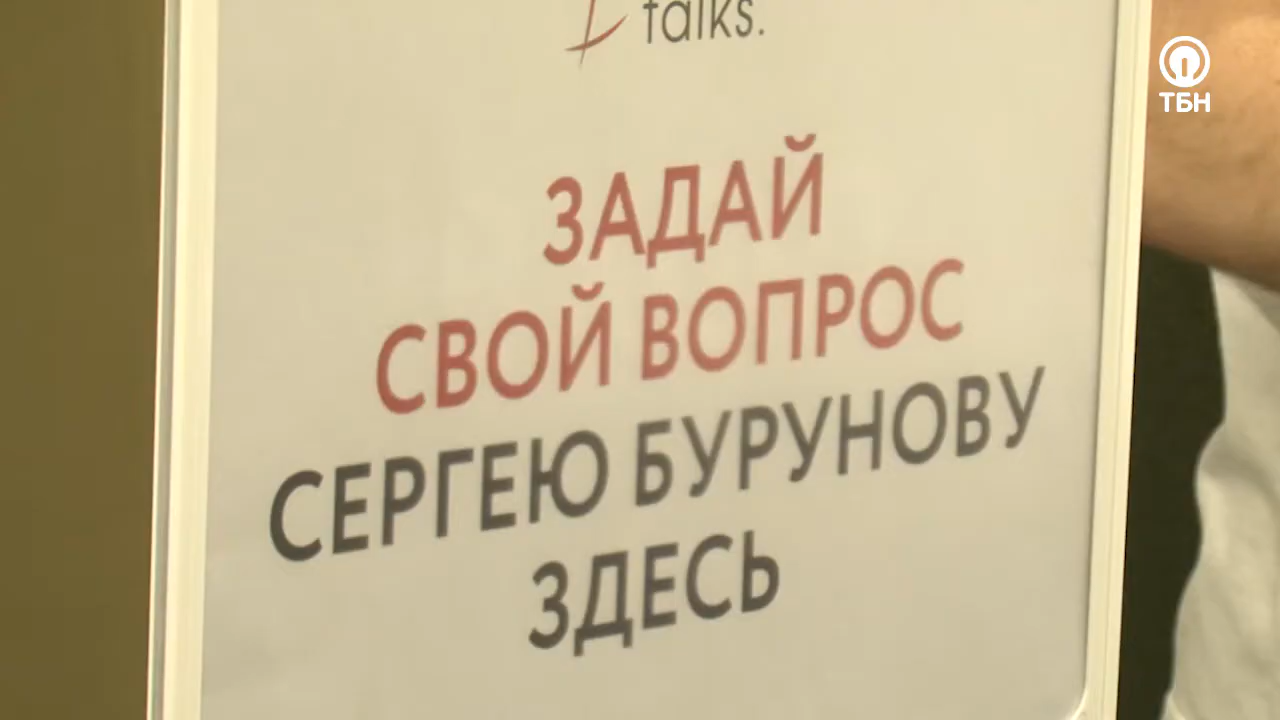 talks.
ТБН
ЗАДАЙ
СВОЙ ВОПРОС
СЕРГЕЮ БУРУНОВУ
ЗДЕСЬ